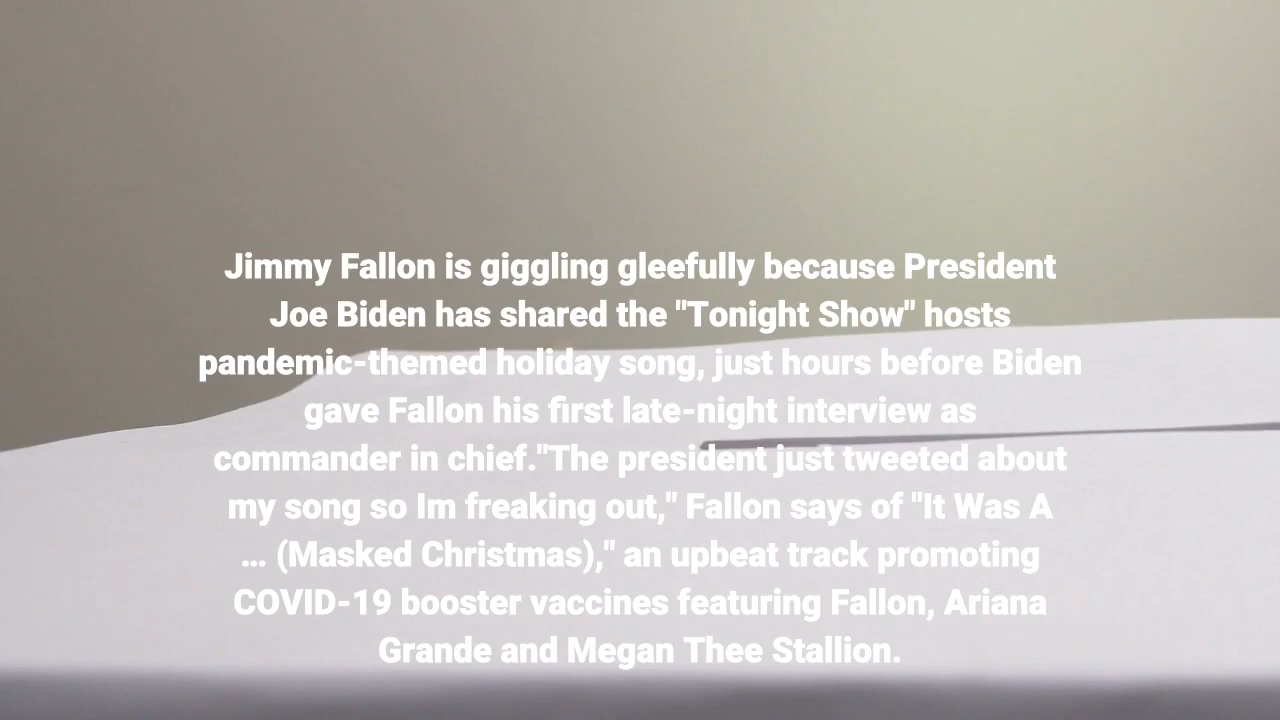 Jimmy Fallon is giggling gleefully because President
Joe Biden has shared the "Tonight Show" hosts
pandemic-themed holiday song, just hours before Biden
gave Fallon his first late-night interview as
commander in chief."The president just tweeted about
my song so Im freaking out," Fallon says of "It Was A
… (Masked Christmas)," an upbeat track promoting
COVID-19 booster vaccines featuring Fallon, Ariana
Grande and Megan Thee Stallion.